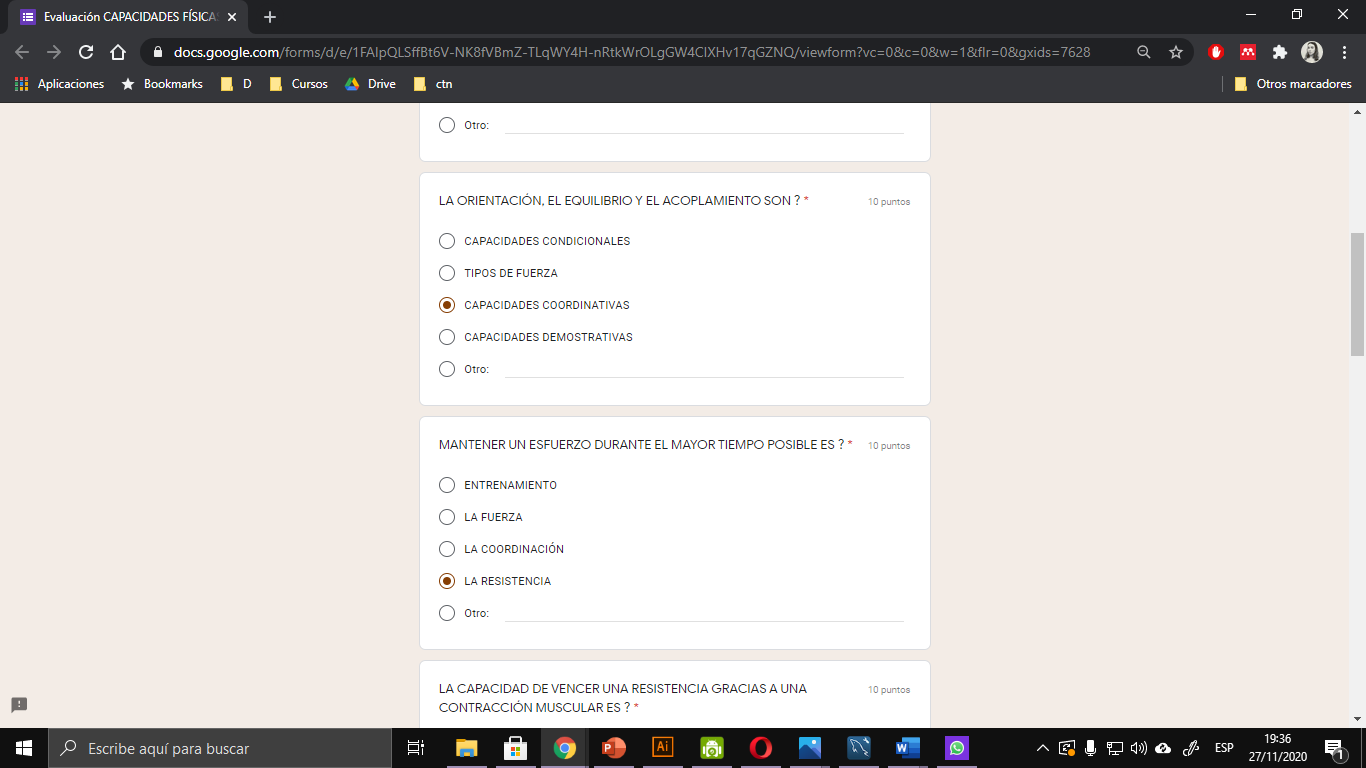 Evaluación CAPACIDADES FÍSICAS
docs.google.com/forms/d/e/1FAIpQLSffBt6V-NK8fVBmZ-TLqWY4H-nRtkWrOLgGW4CIXHv17qGZNQ/viewform?vc=0&c=0&w=1&flr=0&gxids=7628
Aplicaciones Bookmarks D Cursos Drive ctn Otros marcadores
Otro:
LA ORIENTACIÓN, EL EQUILIBRIO Y EL ACOPLAMIENTO SON ? * 10 puntos
CAPACIDADES CONDICIONALES
TIPOS DE FUERZA
CAPACIDADES COORDINATIVAS
CAPACIDADES DEMOSTRATIVAS
Otro:
MANTENER UN ESFUERZO DURANTE EL MAYOR TIEMPO POSIBLE ES ? * 10 puntos
ENTRENAMIENTO
LA FUERZA
LA COORDINACIÓN
LA RESISTENCIA
Otro:
LA CAPACIDAD DE VENCER UNA RESISTENCIA GRACIAS A UNA 10 puntos
CONTRACCIÓN MUSCULAR ES ? *
Escribe aquí para buscar
ESP
19:36
27/11/2020
1